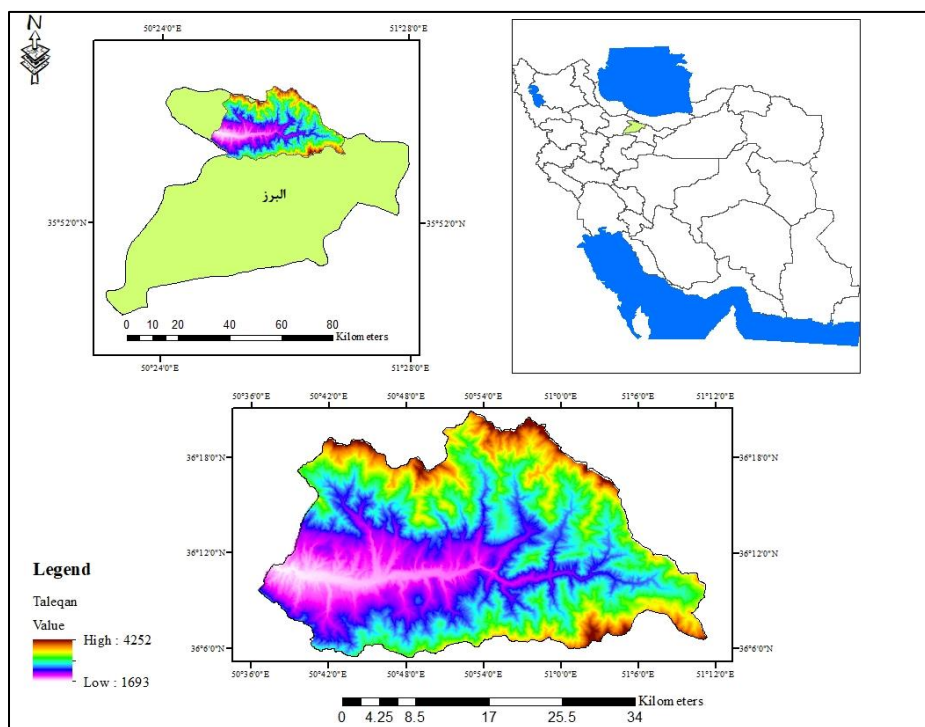 N
50°24'0"E 51°28'0"E
البرز
35°52'0"N 35°52'0"N
0 10 20 40 60 80
Kilometers
50°24'0"E 51°28'0"E
50°36'0"E 50°42'0"E 50°48'0"E 50°54'0"E 51°0'0"E 51°6'0"E 51°12'0"E
36°18'0"N 36°18'0"N
36°12'0"N 36°12'0"N
36°6'0"N 36°6'0"N
50°36'0"E 50°42'0"E 50°48'0"E 50°54'0"E 51°0'0"E 51°6'0"E 51°12'0"E
Legend
Taleqan
Value
High : 4252
Low : 1693
Kilometers
0 4.25 8.5 17 25.5 34